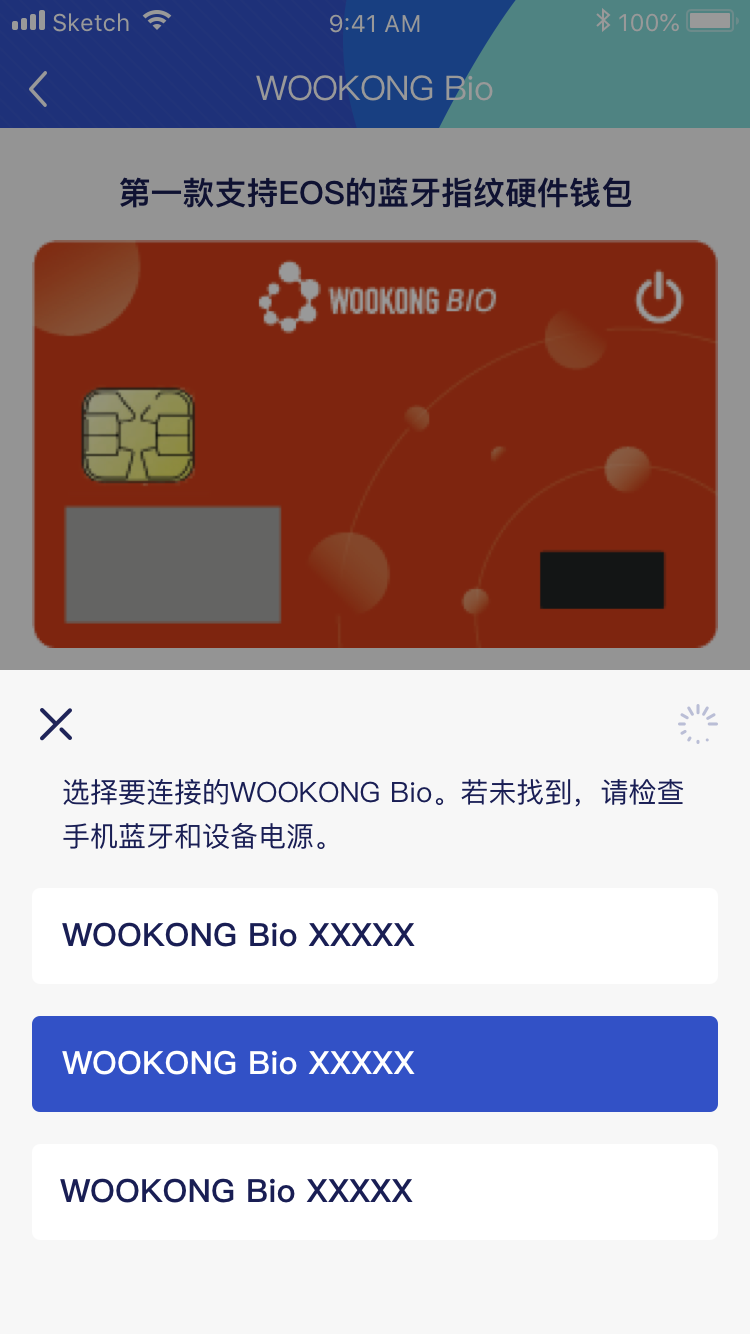 Sketch 9:41 AM 100%
WOOKONG Bio
第一款支持EOS的蓝牙指纹硬件钱包
WOOKONG BIO
选择要连接的WOOKONG Bio。若未找到，请检查
手机蓝牙和设备电源。
WOOKONG Bio XXXXX
WOOKONG Bio XXXXX
WOOKONG Bio XXXXX